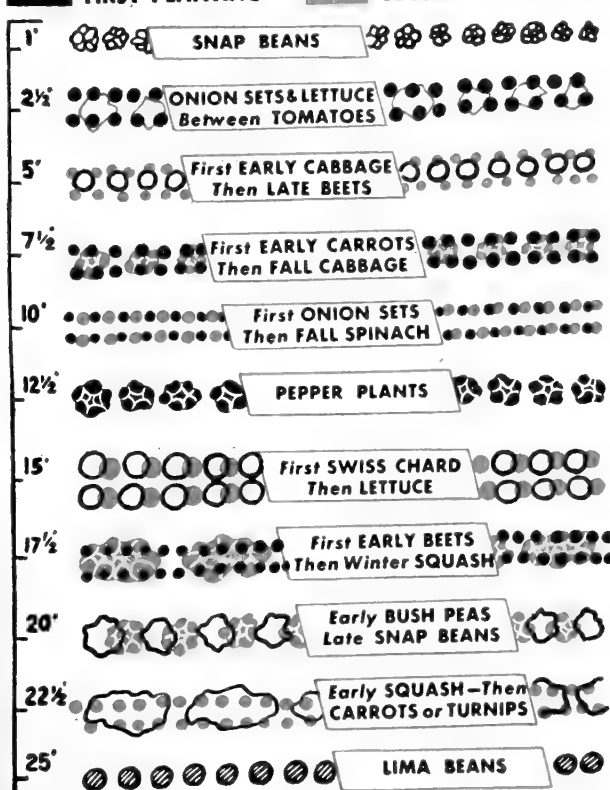 FIRST
1'
SNAP BEANS
2½'
ONION SETS & LETTUCE
Between TOMATOES
5'
First EARLY CABBAGE
Then LATE BEETS
7½'
First EARLY CARROTS
Then FALL CABBAGE
10'
First ONION SETS
Then FALL SPINACH
12½'
PEPPER PLANTS
15'
First SWISS CHARD
Then LETTUCE
17½'
First EARLY BEETS
Then Winter SQUASH
20'
Early BUSH PEAS
Late SNAP BEANS
22½'
Early SQUASH—Then
CARROTS or TURNIPS
25'
LIMA BEANS